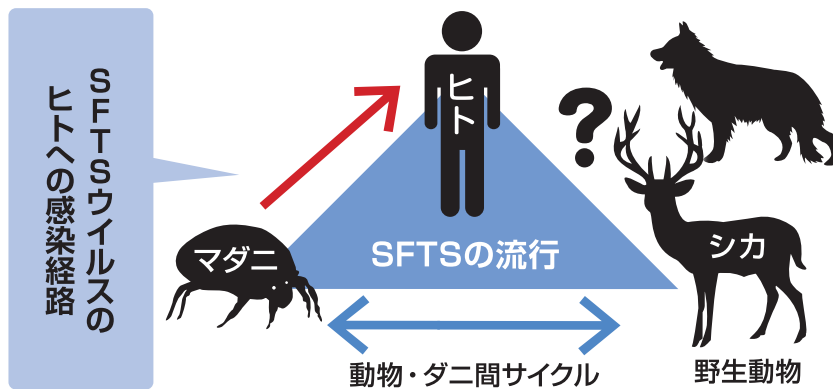 SFTSウイルスの
ヒトへの感染経路
ヒト
?
マダニ
SFTSの流行
シカ
動物・ダニ間サイクル
野生動物